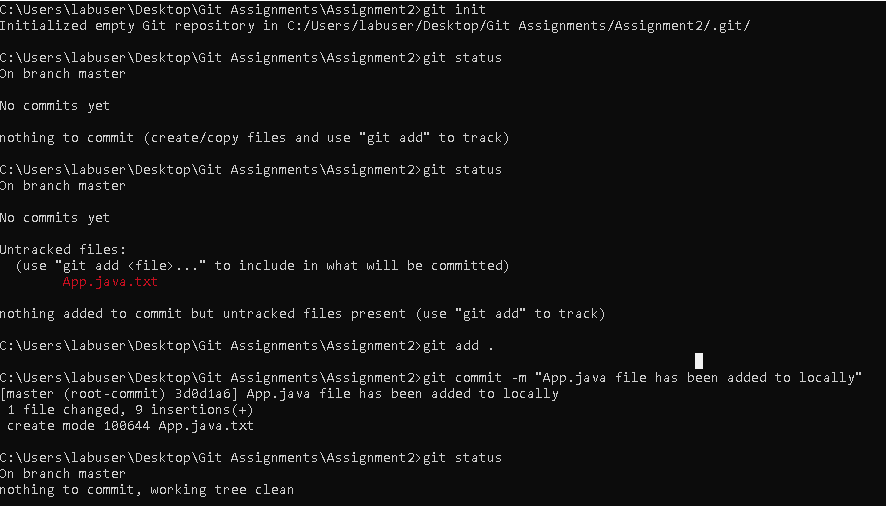 C:\Users\labuser\Desktop\Git Assignments\Assignment2>git init
Initialized empty Git repository in C:/Users/labuser/Desktop/Git Assignments/Assignment2/.git/
C:\Users\labuser\Desktop\Git Assignments\Assignment2>git status
On branch master
No commits yet
nothing to commit (create/copy files and use "git add" to track)
C:\Users\labuser\Desktop\Git Assignments\Assignment2>git status
On branch master
No commits yet
Untracked files:
  (use "git add <file>..." to include in what will be committed)
        App.java.txt
nothing added to commit but untracked files present (use "git add" to track)
C:\Users\labuser\Desktop\Git Assignments\Assignment2>git add .
C:\Users\labuser\Desktop\Git Assignments\Assignment2>git commit -m "App.java file has been added to locally"
[master (root-commit) 3d0d1a6] App.java file has been added to locally
 1 file changed, 9 insertions(+)
 create mode 100644 App.java.txt
C:\Users\labuser\Desktop\Git Assignments\Assignment2>git status
On branch master
nothing to commit, working tree clean